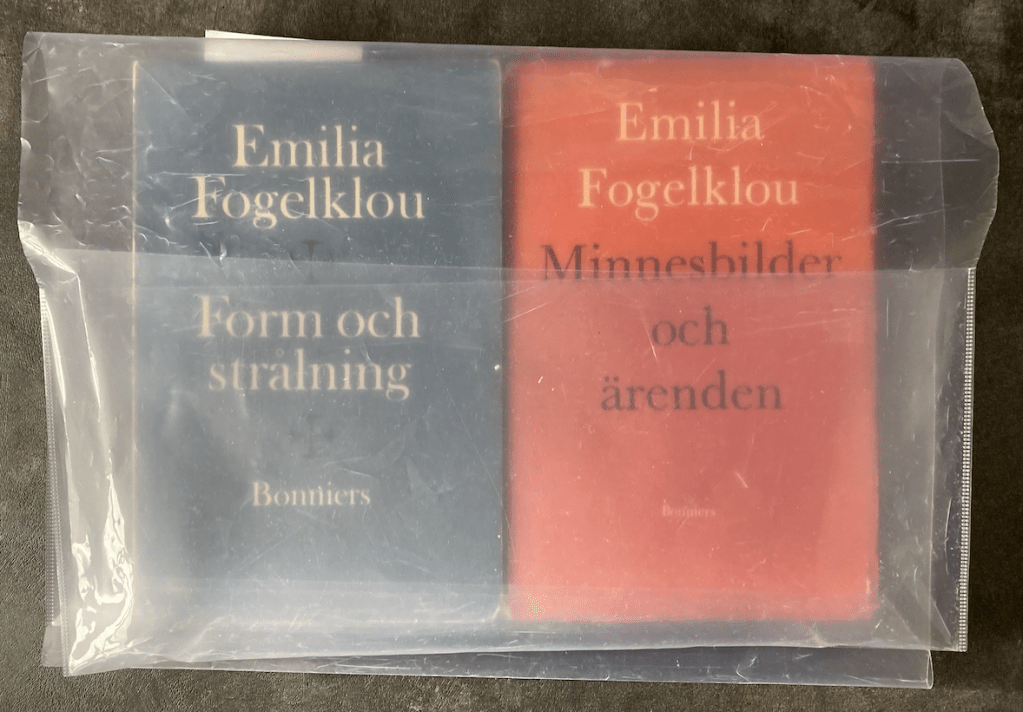 Emilia
Fogelklou
Form och
strålning
Bonniers
Emilia
Fogelklou
Minnesbilder
och
ärenden
Bonniers